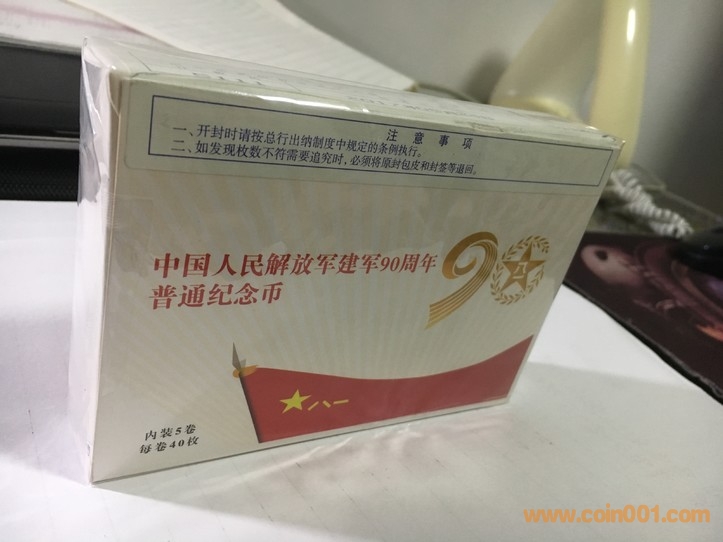 注意事项
一、开封时请按总行出纳制度中规定的条例执行。
二、如发现枚数不符需要追究时,必须将原封包皮和封签等退回。
中国人民解放军建军90周年
普通纪念币
90
八一
八一
内装5卷
每卷40枚
www.coin001.com